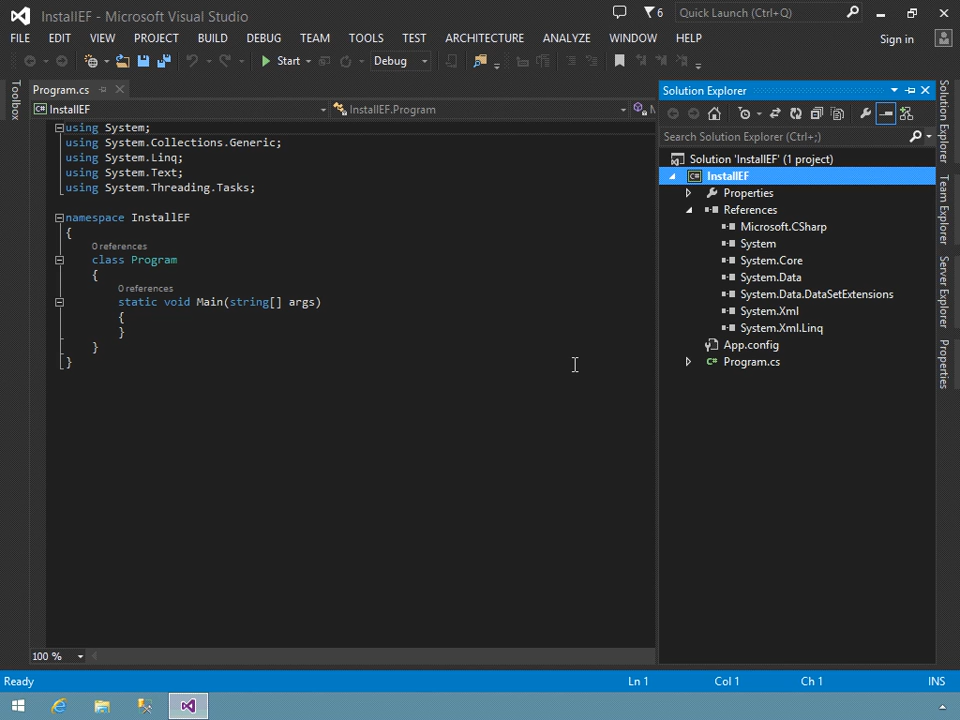 InstallEF - Microsoft Visual Studio
6
Quick Launch (Ctrl+Q)
FILE EDIT VIEW PROJECT BUILD DEBUG TEAM TOOLS TEST ARCHITECTURE ANALYZE WINDOW HELP
Sign in
Start
Debug
Toolbox
Program.cs
InstallEF
InstallEF.Program
using System;
using System.Collections.Generic;
using System.Linq;
using System.Text;
using System.Threading.Tasks;
namespace InstallEF
{
0 references
class Program
{
0 references
static void Main(string[] args)
{
}
}
}
100 %
Solution Explorer
Search Solution Explorer (Ctrl+;)
Solution 'InstallEF' (1 project)
C# InstallEF
Properties
References
Microsoft.CSharp
System
System.Core
System.Data
System.Data.DataSetExtensions
System.Xml
System.Xml.Linq
App.config
C# Program.cs
Solution Explorer
Team Explorer
Server Explorer
Properties
Ready
Ln 1
Col 1
Ch 1
INS